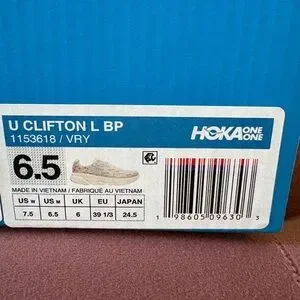 U CLIFTON L BP
1153618 / VRY
HOKA ONE ONE
6.5
MADE IN VIETNAM / FABRIQUÉ AU VIETNAM
US W US M UK EU JAPAN
7.5 6.5 6 39 1/3 24.5
1 98605 09630 3